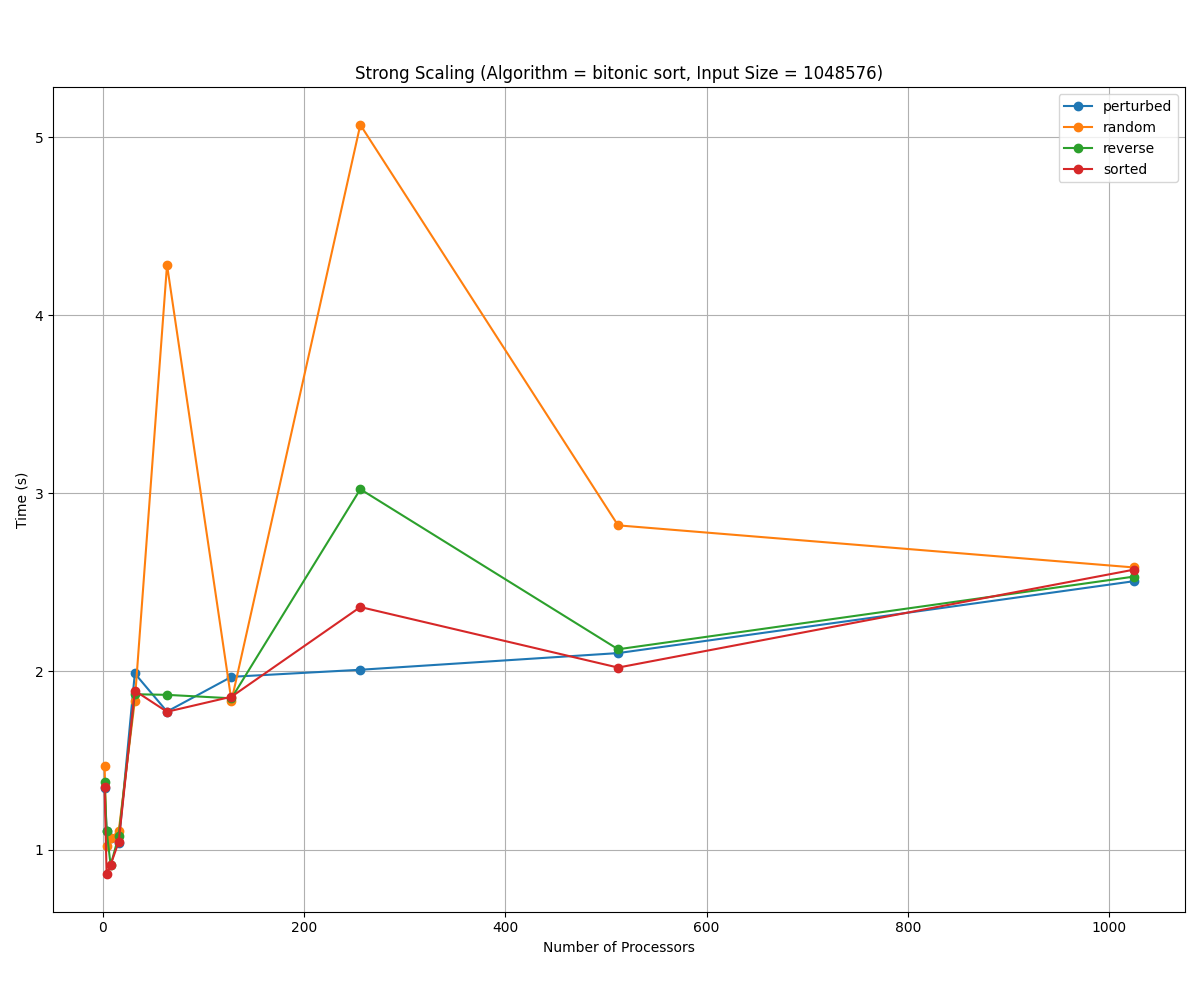 Strong Scaling (Algorithm = bitonic sort, Input Size = 1048576)
perturbed
random
reverse
sorted
5
4
3
2
1
Time (s)
0 200 400 600 800 1000
Number of Processors